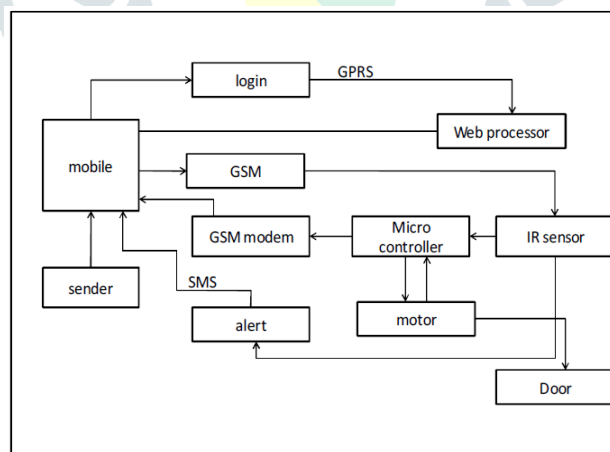 login
GPRS
Web processor
mobile
GSM
GSM modem
Micro
controller
IR sensor
sender
SMS
alert
motor
Door